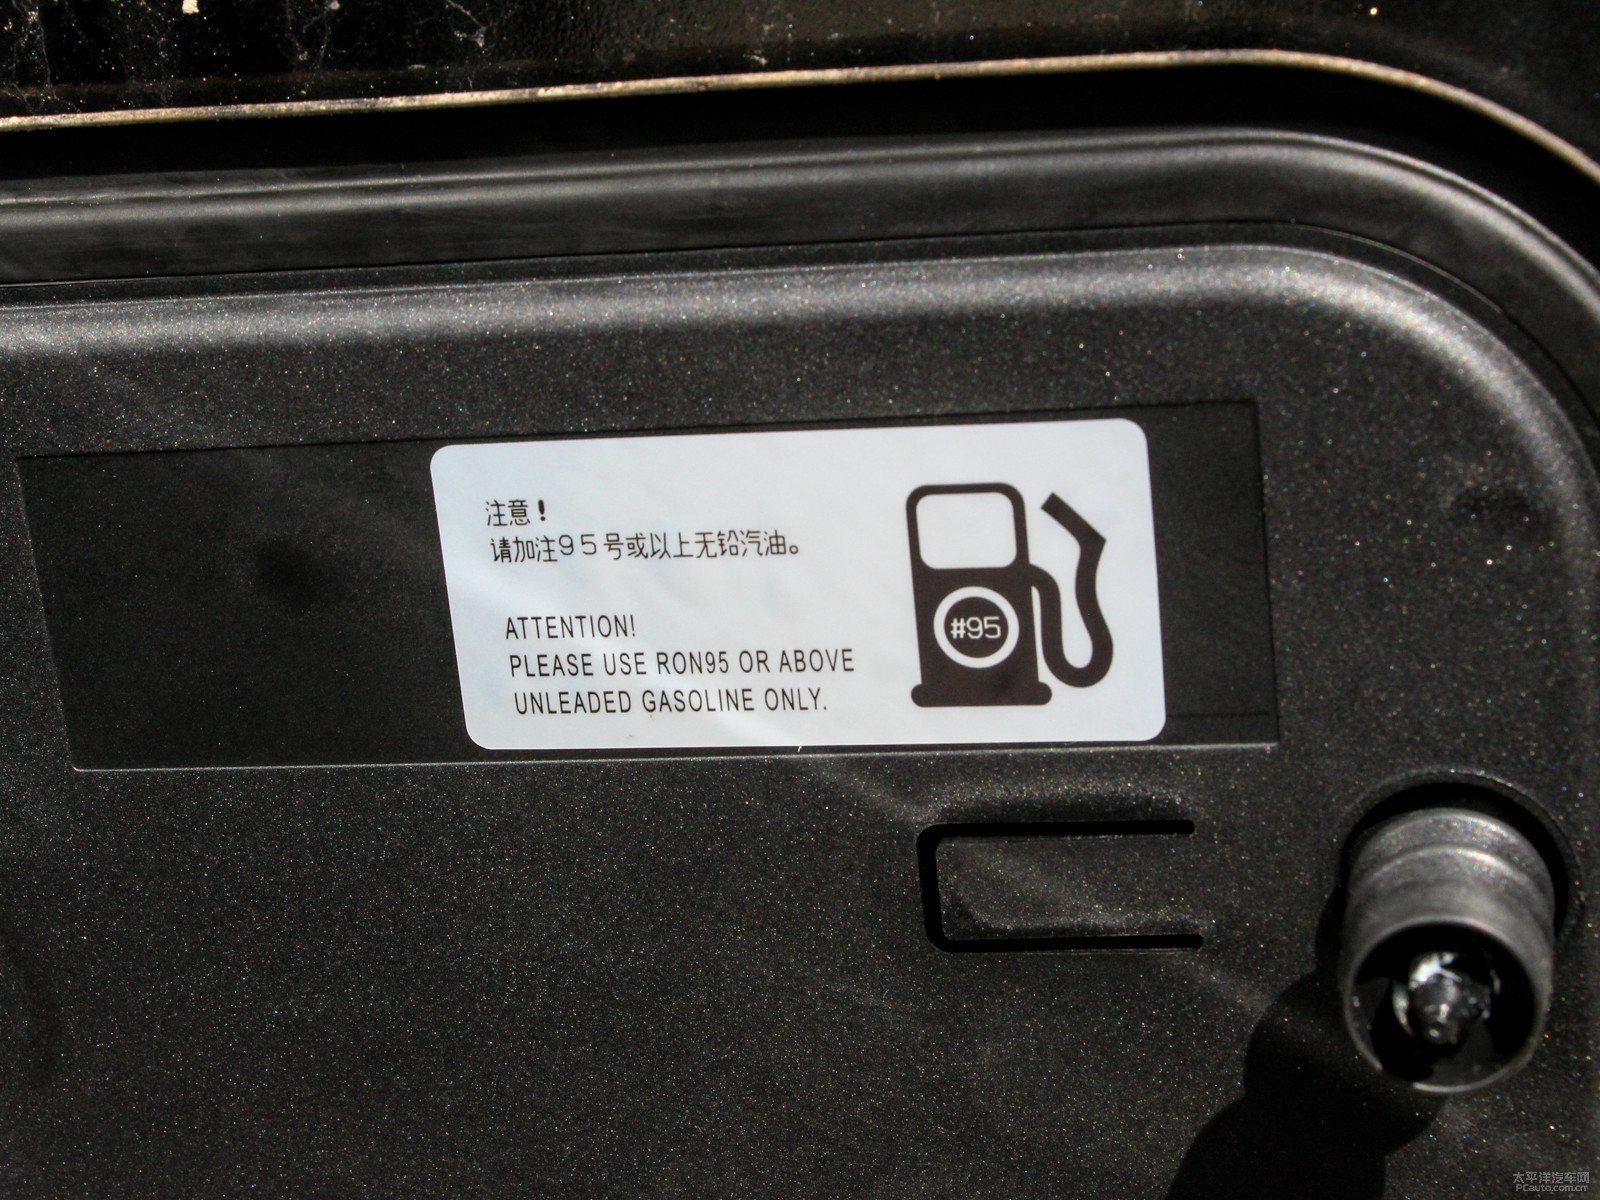 注意！
请加注95号或以上无铅汽油。
ATTENTION!
PLEASE USE RON95 OR ABOVE
UNLEADED GASOLINE ONLY.
#95
太平洋汽车网
PCauto.com.cn